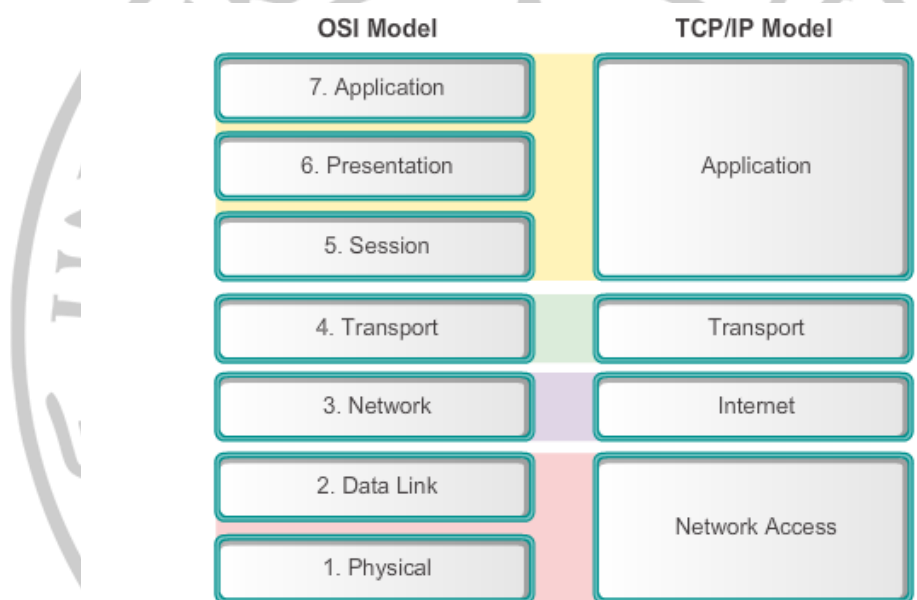 OSI Model
TCP/IP Model
7. Application
6. Presentation
Application
5. Session
4. Transport
Transport
3. Network
Internet
2. Data Link
Network Access
1. Physical